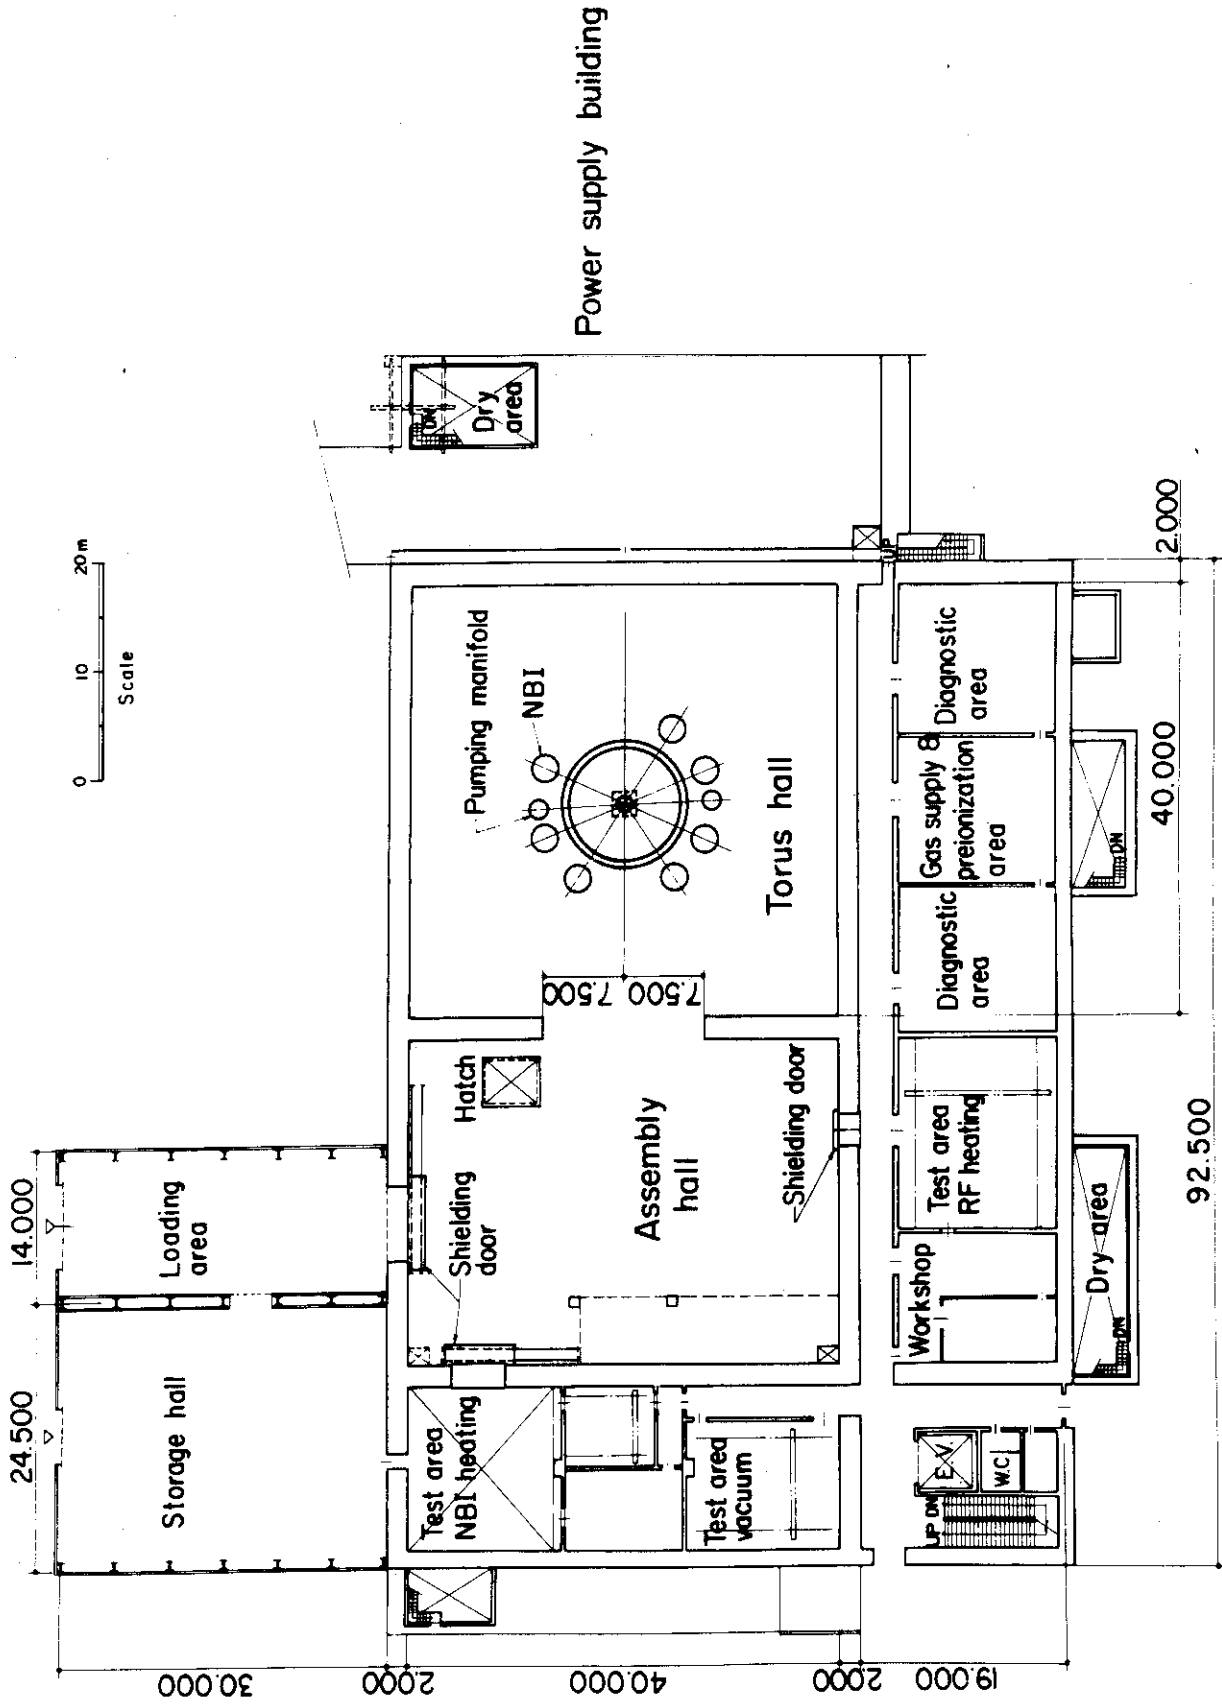 Power supply building
DN
Dry
area
0 10 20m
Scale
2.000
Pumping manifold
NBI
Torus hall
Diagnostic
area
Gas supply &
preionization
area
DN
40.000
Diagnostic
area
7.500 7.500
Hatch
Shielding
door
Assembly
hall
Shielding door
Test area
RF heating
Workshop
Dry area
DN
92.500
14.000
Loading
area
24.500
Storage hall
Test area
NBI heating
Test area
vacuum
E.V
W.C
UP DN
30.000
2.000
40.000
2.000
19.000